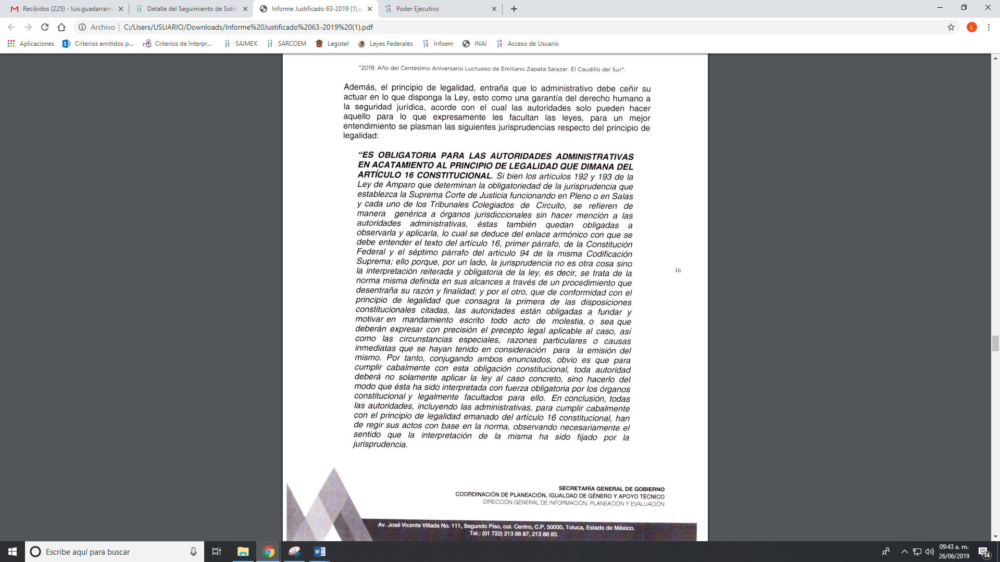 Recibidos (225) - luis.guadarrama
Detalle del Seguimiento de Solici
Informe Justificado 63-2019 (1).p
Poder Ejecutivo
Archivo
C:/Users/USUARIO/Downloads/Informe%20Justificado%2063-2019%20(1).pdf
L
Aplicaciones
Criterios emitidos p...
Criterios de Interpr...
SAIMEX
SARCOEM
Legistel
Leyes Federales
Infoem
INAI
Acceso de Usuario
"2019. Año del Centésimo Aniversario Luctuoso de Emiliano Zapata Salazar. El Caudillo del Sur".
Además, el principio de legalidad, entraña que lo administrativo debe ceñir su
actuar en lo que disponga la Ley, esto como una garantía del derecho humano a
la seguridad jurídica, acorde con el cual las autoridades solo pueden hacer
aquello para lo que expresamente les facultan las leyes, para un mejor
entendimiento se plasman las siguientes jurisprudencias respecto del principio de
legalidad:
"ES OBLIGATORIA PARA LAS AUTORIDADES ADMINISTRATIVAS
EN ACATAMIENTO AL PRINCIPIO DE LEGALIDAD QUE DIMANA DEL
ARTÍCULO 16 CONSTITUCIONAL. Si bien los artículos 192 y 193 de la
Ley de Amparo que determinan la obligatoriedad de la jurisprudencia que
establezca la Suprema Corte de Justicia funcionando en Pleno o en Salas
y cada uno de los Tribunales Colegiados de Circuito, se refieren de
manera genérica a órganos jurisdiccionales sin hacer mención a las
autoridades administrativas, éstas también quedan obligadas a
observarla y aplicarla, lo cual se deduce del enlace armónico con que se
debe entender el texto del artículo 16, primer párrafo, de la Constitución
Federal y el séptimo párrafo del artículo 94 de la misma Codificación
Suprema; ello porque, por un lado, la jurisprudencia no es otra cosa sino
la interpretación reiterada y obligatoria de la ley, es decir, se trata de la
norma misma definida en sus alcances a través de un procedimiento que
desentraña su razón y finalidad; y por el otro, que de conformidad con el
principio de legalidad que consagra la primera de las disposiciones
constitucionales citadas, las autoridades están obligadas a fundar y
motivar en mandamiento escrito todo acto de molestia, o sea que
deberán expresar con precisión el precepto legal aplicable al caso, así
como las circunstancias especiales, razones particulares o causas
inmediatas que se hayan tenido en consideración para la emisión del
mismo. Por tanto, conjugando ambos enunciados, obvio es que para
cumplir cabalmente con esta obligación constitucional, toda autoridad
deberá no solamente aplicar la ley al caso concreto, sino hacerlo del
modo que ésta ha sido interpretada con fuerza obligatoria por los órganos
constitucional y legalmente facultados para ello. En conclusión, todas
las autoridades, incluyendo las administrativas, para cumplir cabalmente
con el principio de legalidad emanado del artículo 16 constitucional, han
de regir sus actos con base en la norma, observando necesariamente el
sentido que la interpretación de la misma ha sido fijado por la
jurisprudencia.
16
SECRETARÍA GENERAL DE GOBIERNO
COORDINACIÓN DE PLANEACIÓN, IGUALDAD DE GÉNERO Y APOYO TÉCNICO
DIRECCIÓN GENERAL DE INFORMACIÓN, PLANEACIÓN Y EVALUACIÓN
Av. José Vicente Villada No. 111, Segundo Piso, col. Centro, C.P. 50000, Toluca, Estado de México.
Tel.: (01 722) 213 88 87, 213 88 93.
Escribe aquí para buscar
09:43 a. m.
26/06/2019
14